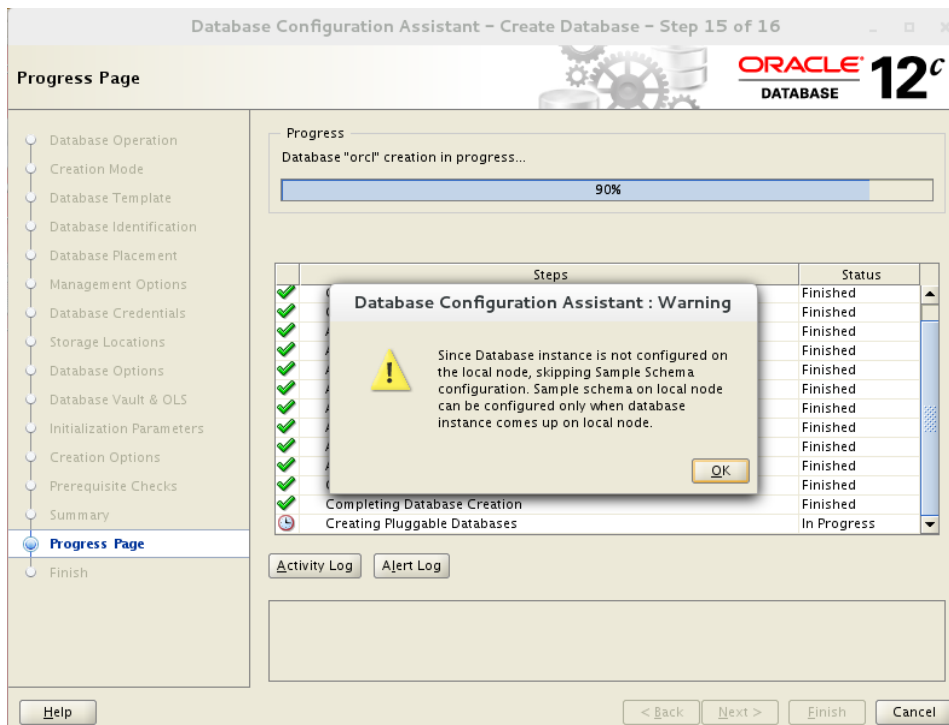 Database Configuration Assistant – Create Database – Step 15 of 16
Progress Page
ORACLE
DATABASE
12c
Database Operation
Creation Mode
Database Template
Database Identification
Database Placement
Management Options
Database Credentials
Storage Locations
Database Options
Database Vault & OLS
Initialization Parameters
Creation Options
Prerequisite Checks
Summary
Progress Page
Finish
Progress
Database "orcl" creation in progress...
90%
Steps Status
Finished
Finished
Finished
Finished
Finished
Finished
Finished
Finished
Finished
Finished
Finished
Completing Database Creation Finished
Creating Pluggable Databases In Progress
Database Configuration Assistant : Warning
Since Database instance is not configured on
the local node, skipping Sample Schema
configuration. Sample schema on local node
can be configured only when database
instance comes up on local node.
OK
Activity Log Alert Log
Help < Back Next > Finish Cancel